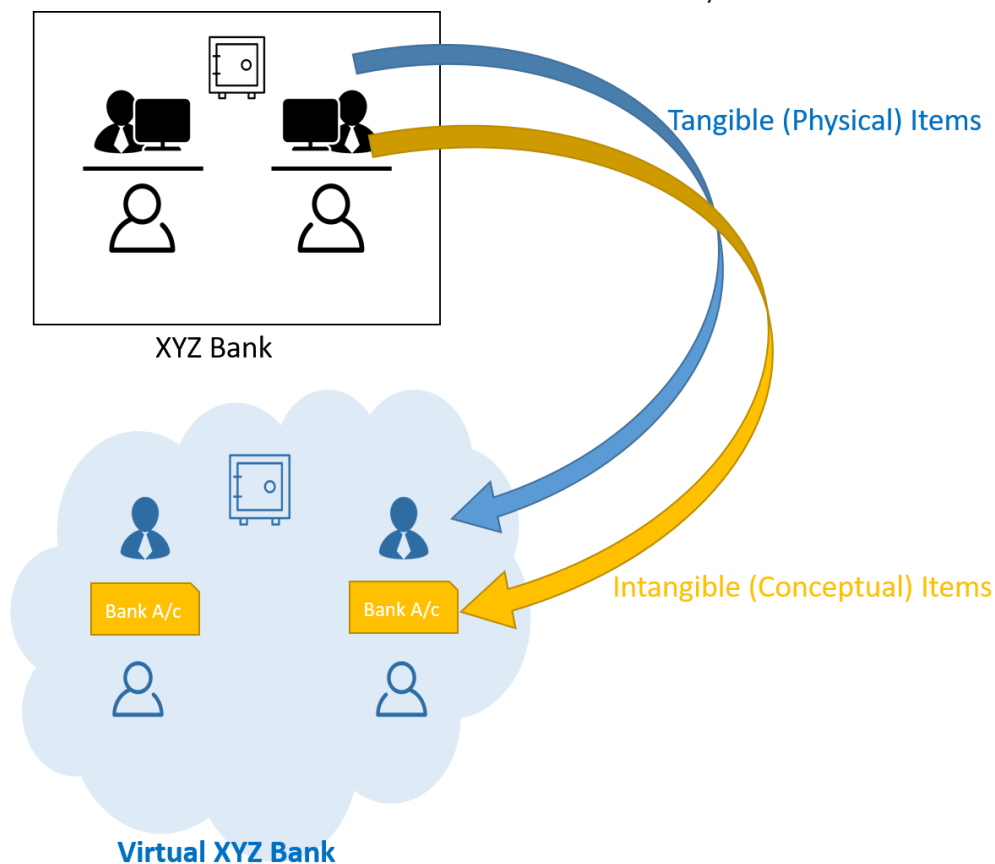 Tangible (Physical) Items
XYZ Bank
Bank A/c
Bank A/c
Intangible (Conceptual) Items
Virtual XYZ Bank